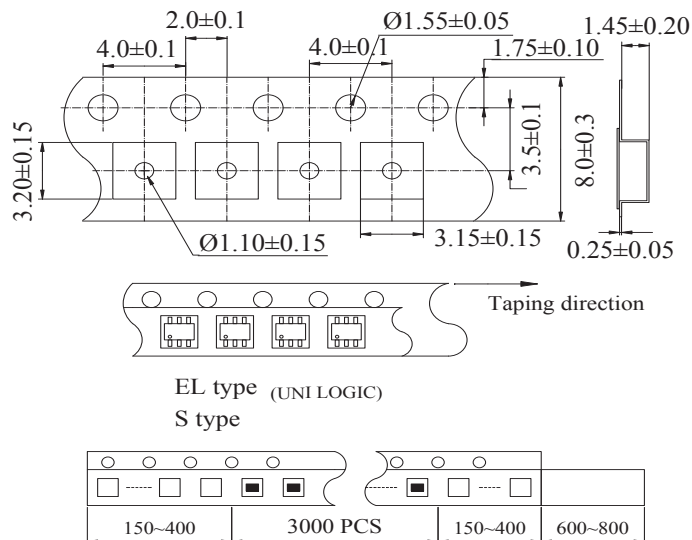 2.0±0.1
4.0±0.1
4.0±0.1
Ø1.55±0.05
1.75±0.10
1.45±0.20
3.20±0.15
3.5±0.1
8.0±0.3
Ø1.10±0.15
3.15±0.15
0.25±0.05
Taping direction
EL type (UNI LOGIC)
S type
150~400
3000 PCS
150~400
600~800